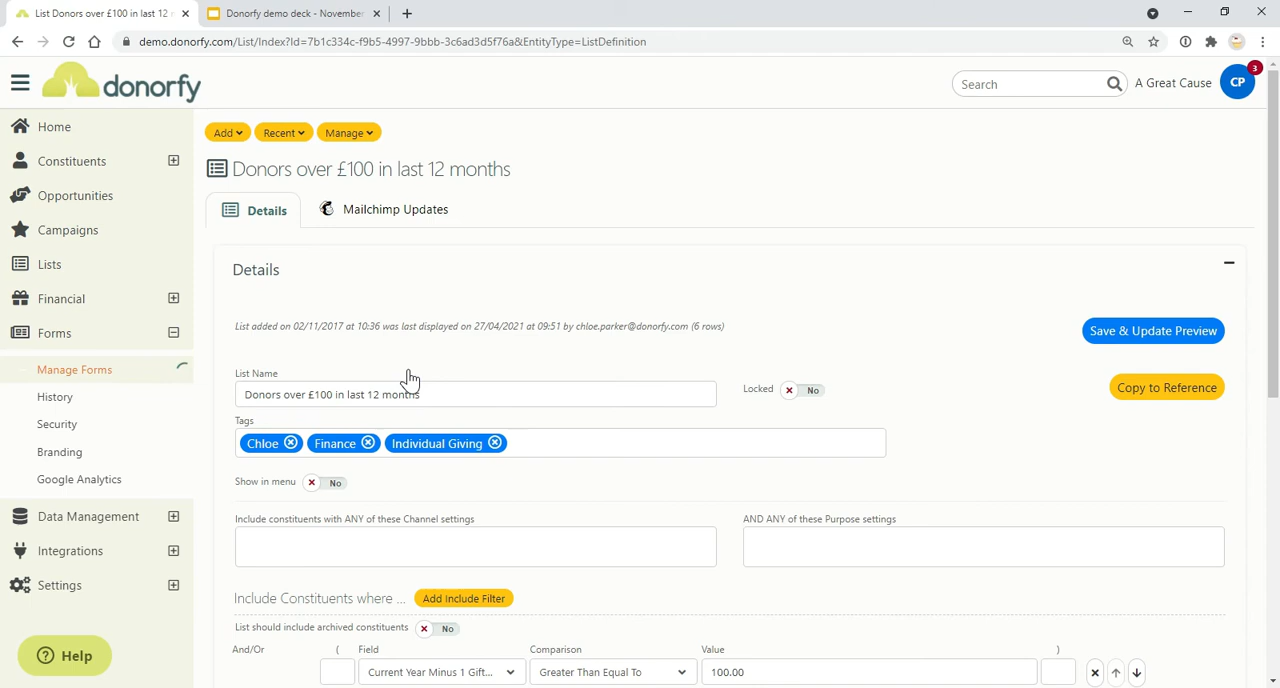 List Donors over £100 in last 12
Donorfy demo deck - November
demo.donorfy.com/List/Index?Id=7b1c334c-f9b5-4997-9bbb-3c6ad3d5f76a&EntityType=ListDefinition
donorfy
Search
A Great Cause
CP
3
Home
Constituents
Opportunities
Campaigns
Lists
Financial
Forms
Manage Forms
History
Security
Branding
Google Analytics
Data Management
Integrations
Settings
Help
Add Recent Manage
Donors over £100 in last 12 months
Details Mailchimp Updates
Details
List added on 02/11/2017 at 10:36 was last displayed on 27/04/2021 at 09:51 by chloe.parker@donorfy.com (6 rows)
Save & Update Preview
List Name
Donors over £100 in last 12 months
Locked No
Copy to Reference
Tags
Chloe Finance Individual Giving
Show in menu No
Include constituents with ANY of these Channel settings
AND ANY of these Purpose settings
Include Constituents where ... Add Include Filter
List should include archived constituents No
And/Or ( Field Comparison Value )
Current Year Minus 1 Gift... Greater Than Equal To 100.00